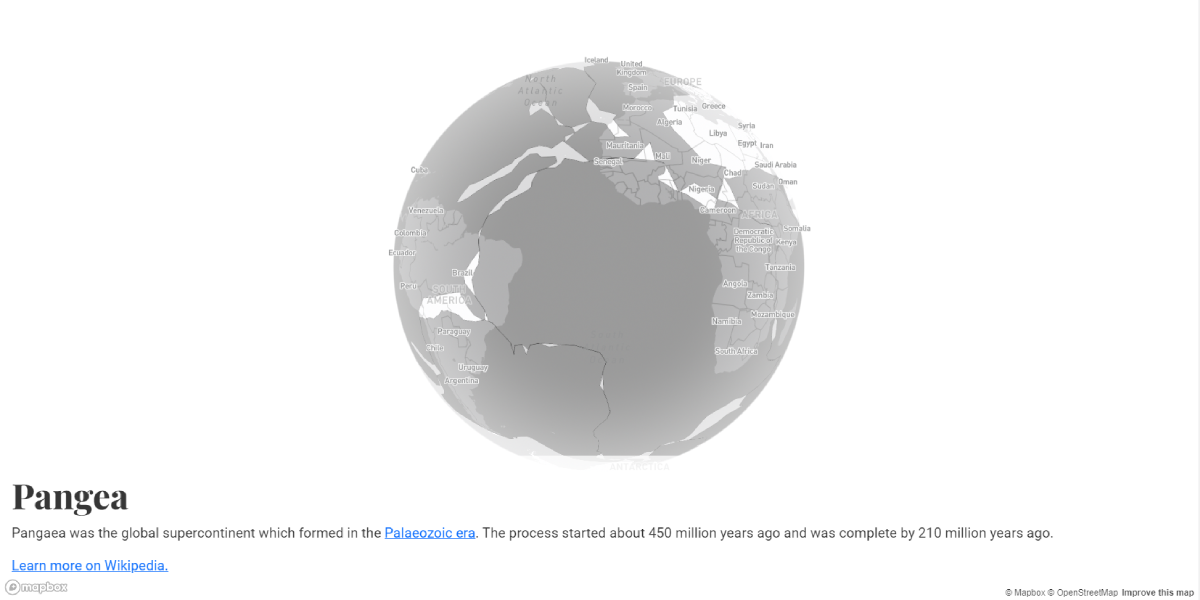 Iceland
United
Kingdom
EUROPE
North
Atlantic
Ocean
Spain
Morocco
Tunisia
Greece
Algeria
Syria
Libya
Egypt
Iran
Mauritania
Mali
Senegal
Niger
Saudi Arabia
Cuba
Chad
Oman
Sudan
Nigeria
Venezuela
Cameroon
AFRICA
Somalia
Colombia
Democratic
Republic of
the Congo
Kenya
Ecuador
Tanzania
Brazil
Peru
Angola
SOUTH
AMERICA
Zambia
Mozambique
Namibia
Paraguay
Chile
South Africa
Uruguay
Argentina
ANTARCTICA
Pangea
Pangaea was the global supercontinent which formed in the Palaeozoic era. The process started about 450 million years ago and was complete by 210 million years ago.
Learn more on Wikipedia.
mapbox
© Mapbox © OpenStreetMap Improve this map